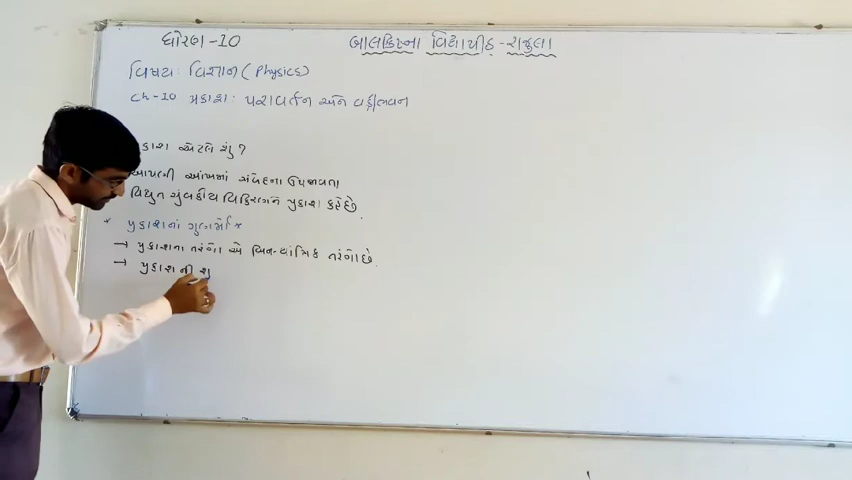 ધોરણ -10
બાલક્રિષ્ના વિદ્યાપીઠ - રાજુલા
વિષય : વિજ્ઞાન ( Physics )
Ch-10 પ્રકાશ : પરાવર્તન અને વક્રીભવન
કાશ એટલે શું ?
આપણી આંખમાં સંવેદના ઉપજાવતા
વિદ્યુત ચુંબકીય વિકિરણને પ્રકાશ કહે છે.
* પ્રકાશનાં ગુણધર્મો *
→ પ્રકાશના તરંગો એ બિન-યાંત્રિક તરંગો છે.
→ પ્રકાશની શ